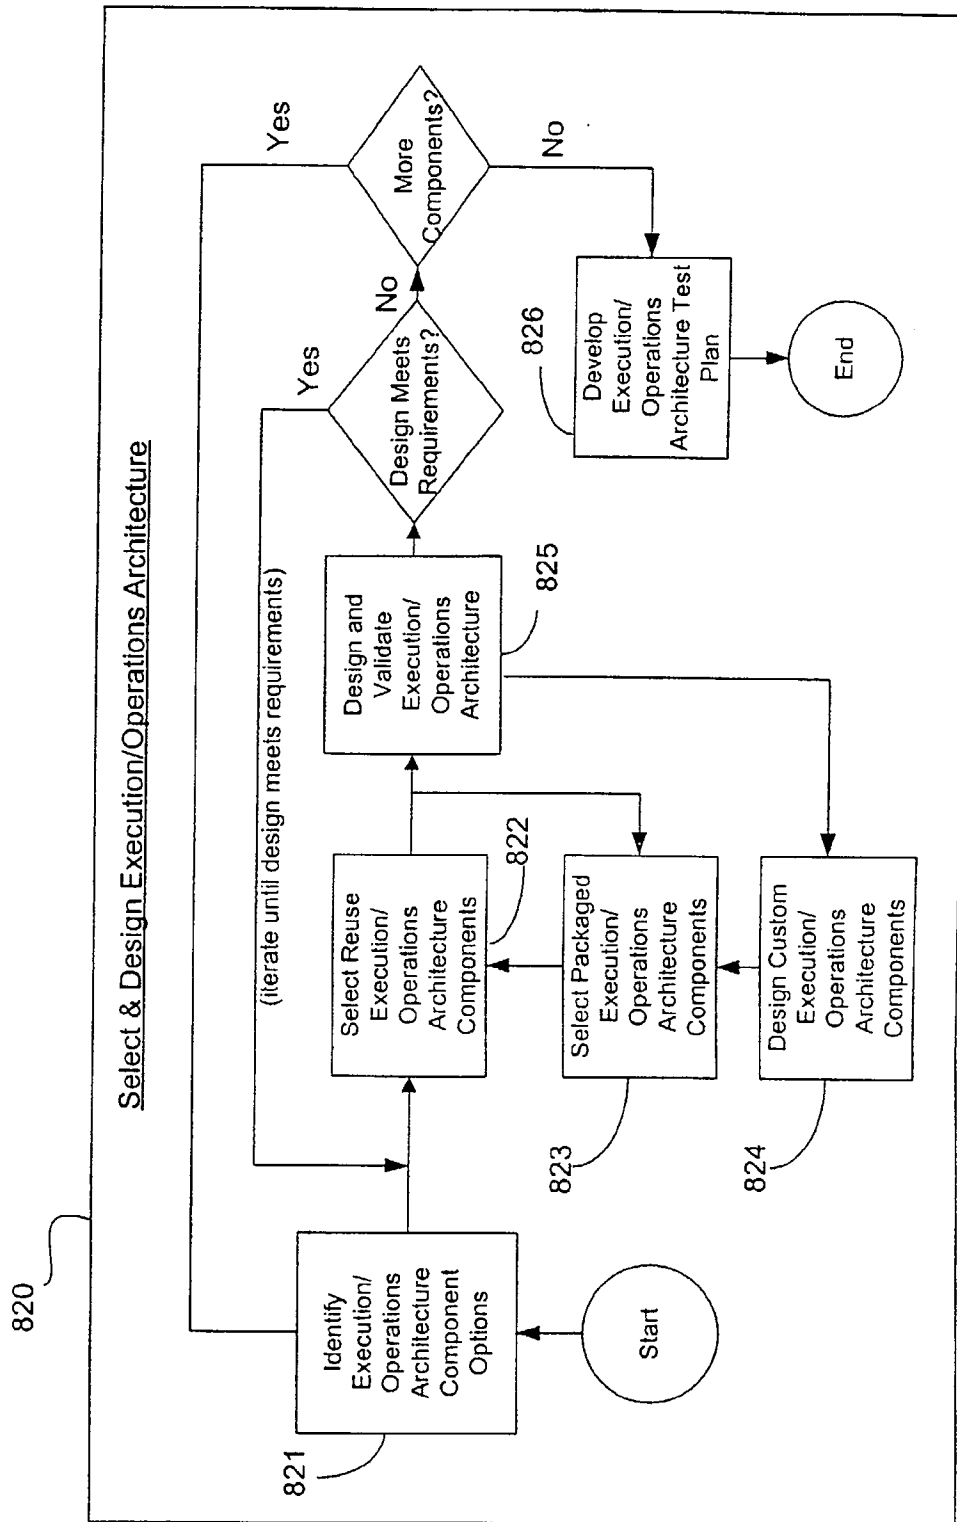 820
Select & Design Execution/Operations Architecture
Yes
(iterate until design meets requirements)
Yes
821
Identify
Execution/
Operations
Architecture
Component
Options
Start
Select Reuse
Execution/
Operations
Architecture
Components
822
Select Packaged
Execution/
Operations
Architecture
Components
823
Design Custom
Execution/
Operations
Architecture
Components
824
Design and
Validate
Execution/
Operations
Architecture
825
Design Meets
Requirements?
No
More
Components?
No
826
Develop
Execution/
Operations
Architecture Test
Plan
End